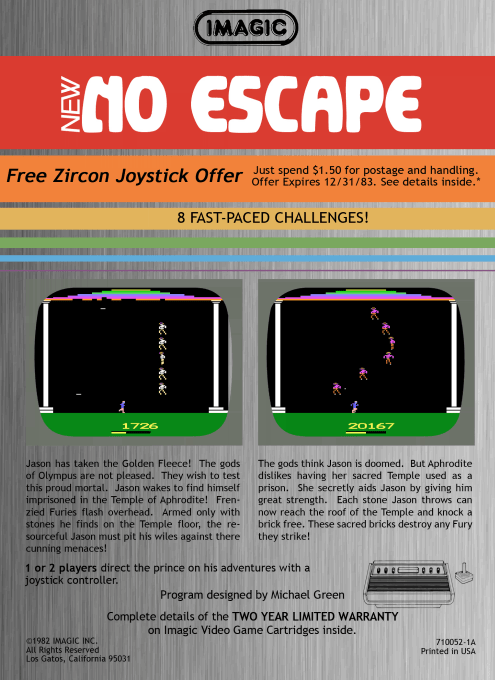 IMAGIC
NEW
NO ESCAPE
Free Zircon Joystick Offer
Just spend $1.50 for postage and handling.
Offer Expires 12/31/83. See details inside.*
8 FAST-PACED CHALLENGES!
1726
20167
Jason has taken the Golden Fleece! The gods
of Olympus are not pleased. They wish to test
this proud mortal. Jason wakes to find himself
imprisoned in the Temple of Aphrodite! Fren-
zied Furies flash overhead. Armed only with
stones he finds on the Temple floor, the re-
sourceful Jason must pit his wiles against there
cunning menaces!
The gods think Jason is doomed. But Aphrodite
dislikes having her sacred Temple used as a
prison. She secretly aids Jason by giving him
great strength. Each stone Jason throws can
now reach the roof of the Temple and knock a
brick free. These sacred bricks destroy any Fury
they strike!
1 or 2 players direct the prince on his adventures with a
joystick controller.
Program designed by Michael Green
Complete details of the TWO YEAR LIMITED WARRANTY
on Imagic Video Game Cartridges inside.
©1982 IMAGIC INC.
All Rights Reserved
Los Gatos, California 95031
710052-1A
Printed in USA